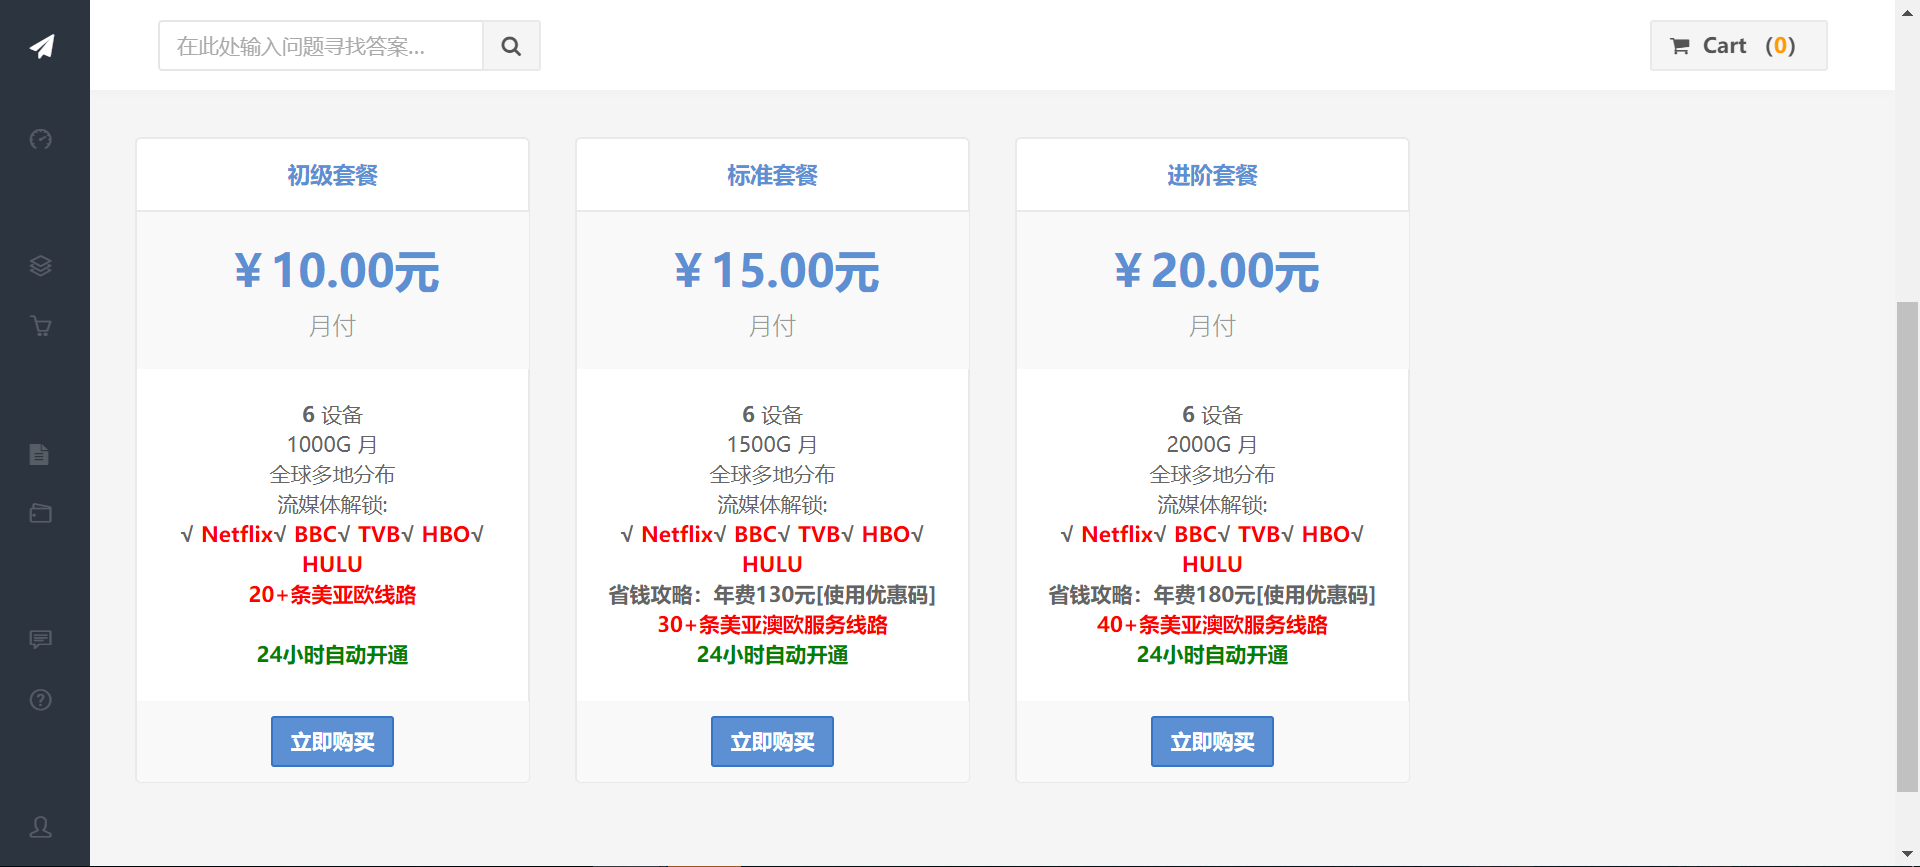 在此处输入问题寻找答案...
Cart (0)
初级套餐
¥10.00元
月付
6 设备
1000G 月
全球多地分布
流媒体解锁:
√ Netflix√ BBC√ TVB√ HBO√
HULU
20+条美亚欧线路
24小时自动开通
立即购买
标准套餐
¥15.00元
月付
6 设备
1500G 月
全球多地分布
流媒体解锁:
√ Netflix√ BBC√ TVB√ HBO√
HULU
省钱攻略：年费130元[使用优惠码]
30+条美亚澳欧服务线路
24小时自动开通
立即购买
进阶套餐
¥20.00元
月付
6 设备
2000G 月
全球多地分布
流媒体解锁:
√ Netflix√ BBC√ TVB√ HBO√
HULU
省钱攻略：年费180元[使用优惠码]
40+条美亚澳欧服务线路
24小时自动开通
立即购买